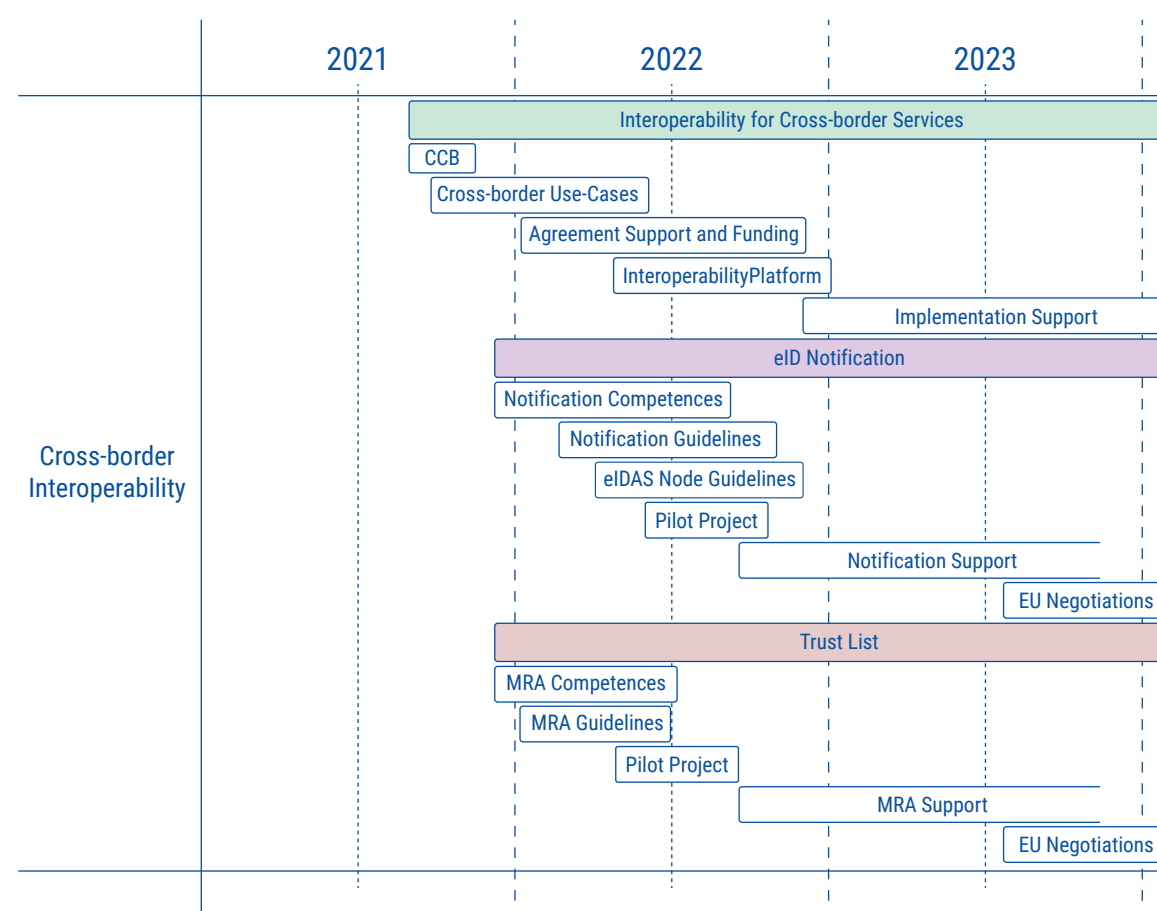 2021
2022
2023
Interoperability for Cross-border Services
CCB
Cross-border Use-Cases
Agreement Support and Funding
InteroperabilityPlatform
Implementation Support
eID Notification
Notification Competences
Notification Guidelines
Cross-border
Interoperability
eIDAS Node Guidelines
Pilot Project
Notification Support
EU Negotiations
Trust List
MRA Competences
MRA Guidelines
Pilot Project
MRA Support
EU Negotiations